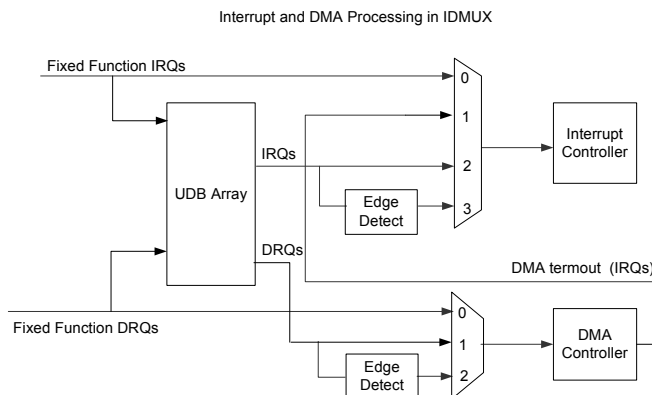 Interrupt and DMA Processing in IDMUX
Fixed Function IRQs
0
1
Interrupt
Controller
IRQs
2
UDB Array
Edge
Detect
3
DRQs
DMA termout (IRQs)
0
Fixed Function DRQs
1
DMA
Controller
Edge
Detect
2